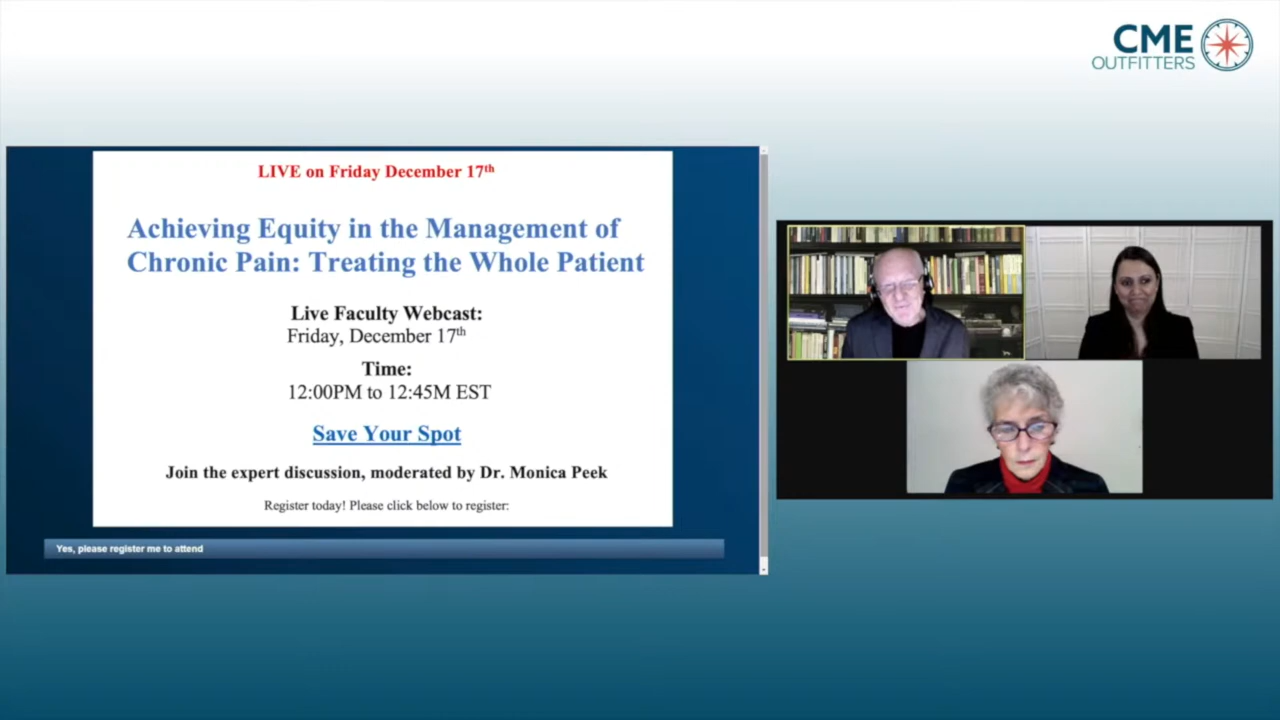 CME
OUTFITTERS
LIVE on Friday December 17th
Achieving Equity in the Management of
Chronic Pain: Treating the Whole Patient
Live Faculty Webcast:
Friday, December 17th
Time:
12:00PM to 12:45M EST
Save Your Spot
Join the expert discussion, moderated by Dr. Monica Peek
Register today! Please click below to register:
Yes, please register me to attend